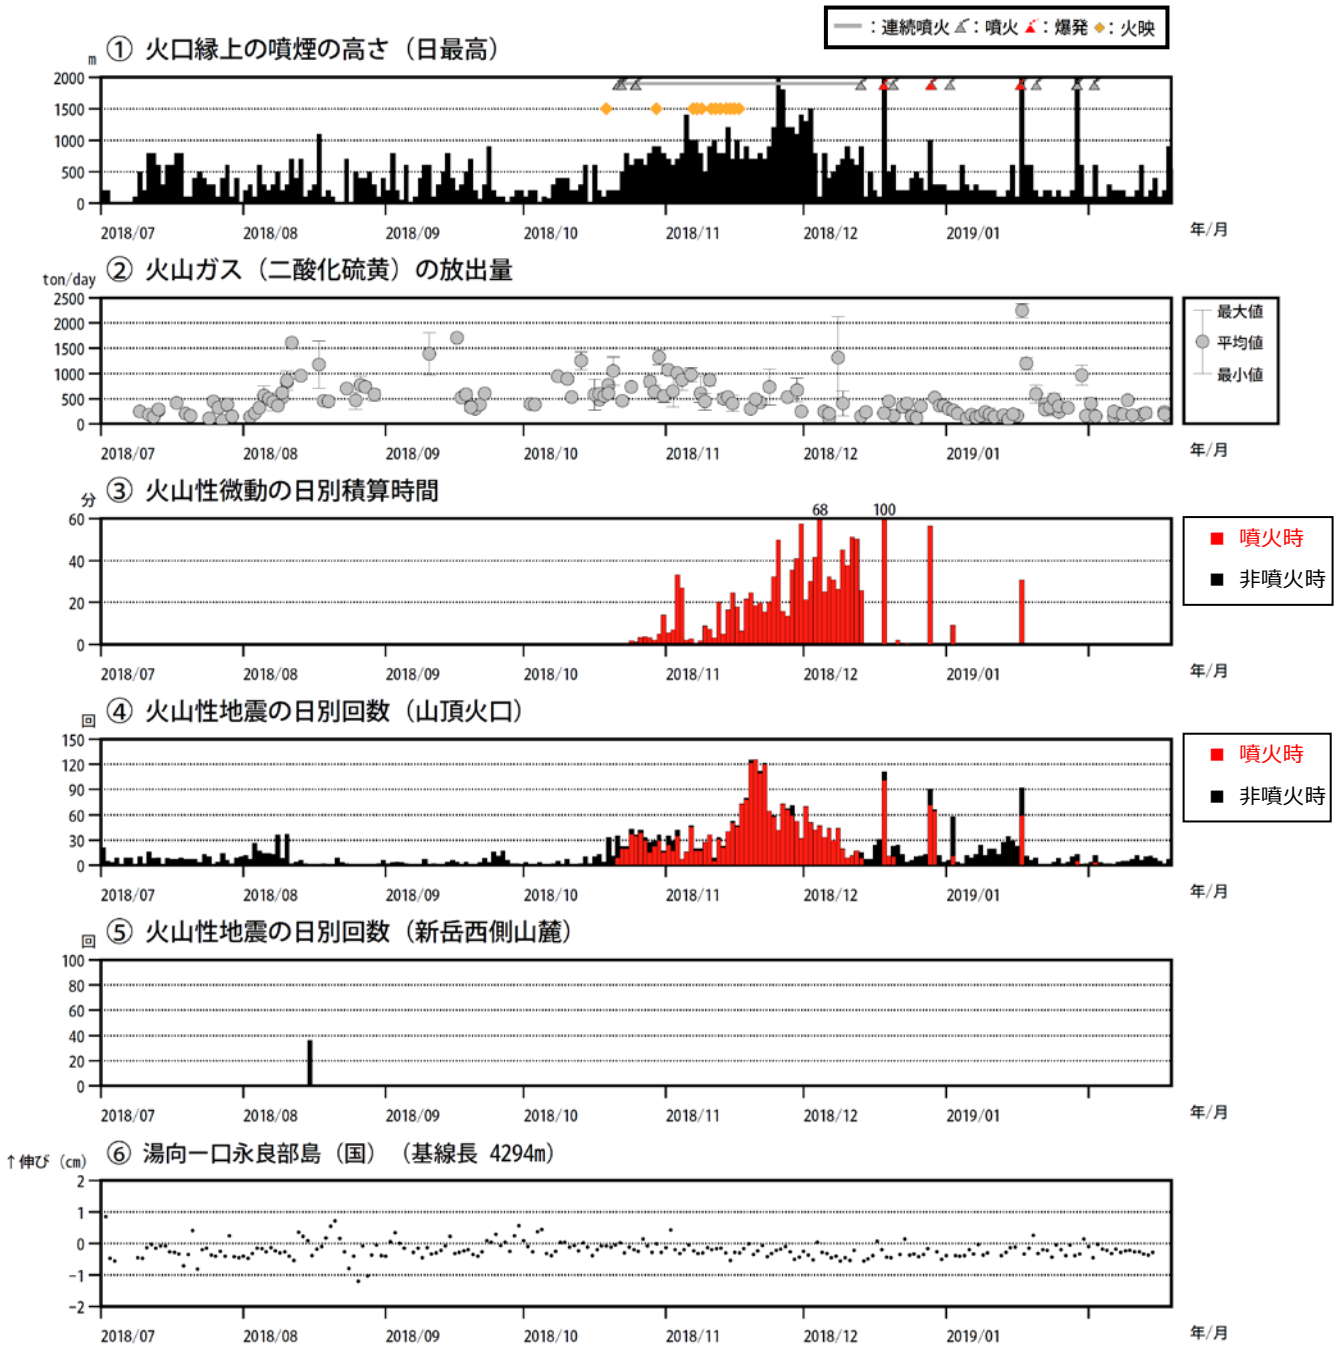 ：連続噴火 ：噴火 ：爆発 ：火映
① 火口縁上の噴煙の高さ（日最高）
m
2000
1500
1000
500
0
2018/07 2018/08 2018/09 2018/10 2018/11 2018/12 2019/01 年/月
② 火山ガス（二酸化硫黄）の放出量
ton/day
2500
2000
1500
1000
500
0
最大値
平均値
最小値
2018/07 2018/08 2018/09 2018/10 2018/11 2018/12 2019/01 年/月
③ 火山性微動の日別積算時間
分
68 100
60
40
20
0
噴火時
非噴火時
2018/07 2018/08 2018/09 2018/10 2018/11 2018/12 2019/01 年/月
④ 火山性地震の日別回数（山頂火口）
回
150
120
90
60
30
0
噴火時
非噴火時
2018/07 2018/08 2018/09 2018/10 2018/11 2018/12 2019/01 年/月
⑤ 火山性地震の日別回数（新岳西側山麓）
回
100
80
60
40
20
0
2018/07 2018/08 2018/09 2018/10 2018/11 2018/12 2019/01 年/月
⑥ 湯向－口永良部島（国）（基線長 4294m）
↑伸び（cm）
2
1
0
−1
−2
2018/07 2018/08 2018/09 2018/10 2018/11 2018/12 2019/01 年/月